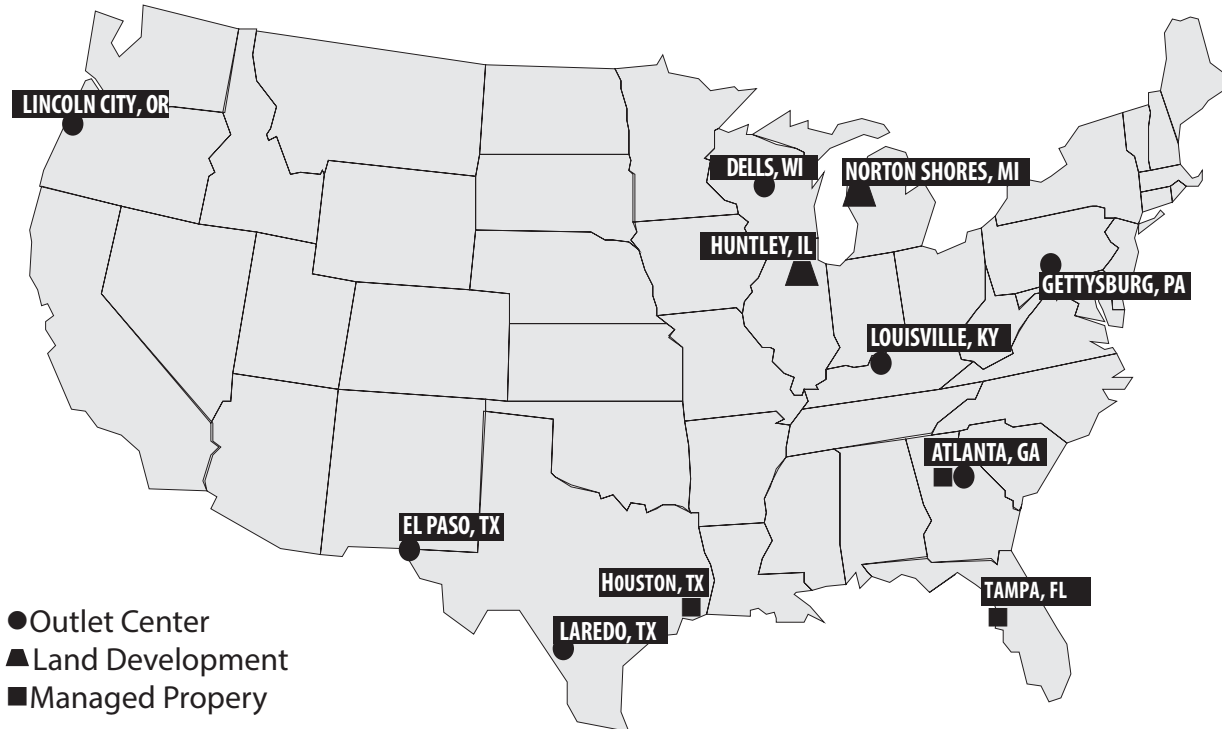 LINCOLN CITY, OR
DELLS, WI
NORTON SHORES, MI
HUNTLEY, IL
GETTYSBURG, PA
LOUISVILLE, KY
ATLANTA, GA
EL PASO, TX
HOUSTON, TX
TAMPA, FL
LAREDO, TX
Outlet Center
Land Development
Managed Propery